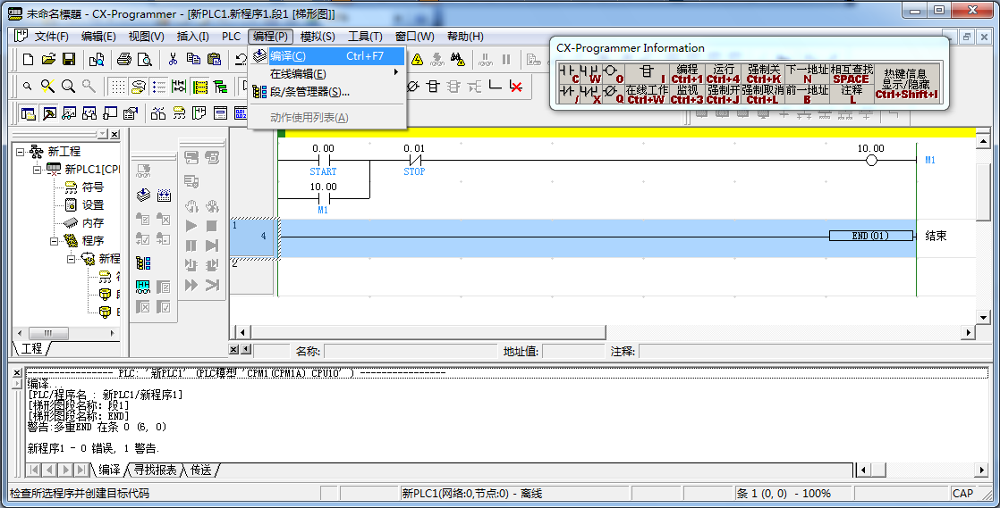 未命名標題 - CX-Programmer - [新PLC1.新程序1.段1 [梯形图]]
文件(F) 编辑(E) 视图(V) 插入(I) PLC 编程(P) 模拟(S) 工具(T) 窗口(W) 帮助(H)
编译(C) Ctrl+F7
在线编辑(E)
段/条管理器(S)...
动作使用列表(A)
CX-Programmer Information
C W O I 编程 Ctrl+1 运行 Ctrl+4 强制关 Ctrl+K 下一地址 N 相互查找 SPACE
/ X Q 在线工作 Ctrl+W 监视 Ctrl+3 强制开 Ctrl+J 强制取消 Ctrl+L 前一地址 B 注释 L
热键信息
显示/隐藏
Ctrl+Shift+I
新工程
新PLC1[CP
符号
设置
内存
程序
新程
工程
0.00 0.01 10.00
START STOP M1
10.00
M1
1
4
END(01) 结束
2
名称: 地址值: 注释:
----------------- PLC: '新PLC1' (PLC模型 'CPM1(CPM1A) CPU10' ) -----------------
编译...
[PLC/程序名 : 新PLC1/新程序1]
[梯形图段名称: 段1]
[梯形图段名称: END]
警告:多重END 在条 0 (6, 0)
新程序1 - 0 错误, 1 警告.
编译 寻找报表 传送
检查所选程序并创建目标代码 新PLC1(网络:0,节点:0) - 离线 条 1 (0, 0) - 100% CAP